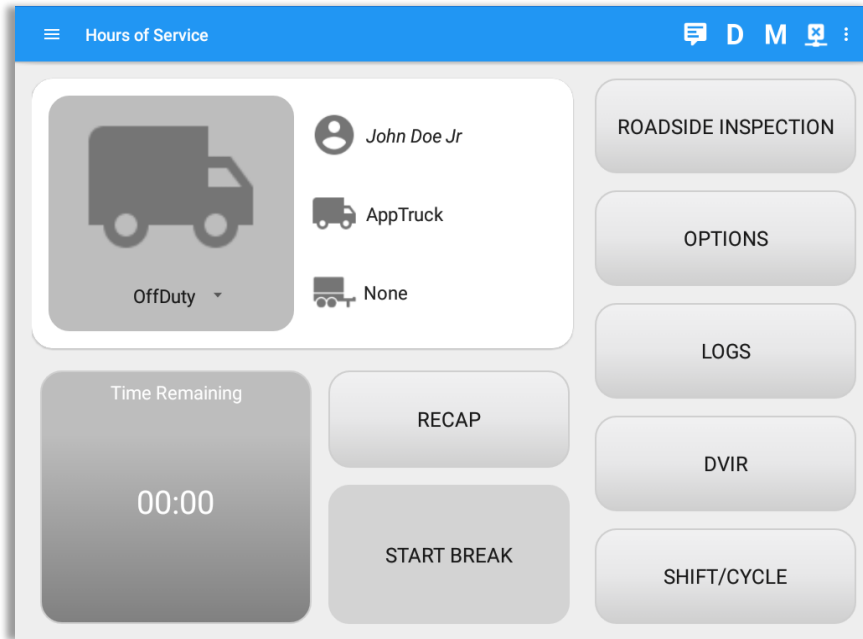 Hours of Service
D M
John Doe Jr
AppTruck
None
OffDuty
Time Remaining
00:00
RECAP
START BREAK
ROADSIDE INSPECTION
OPTIONS
LOGS
DVIR
SHIFT/CYCLE